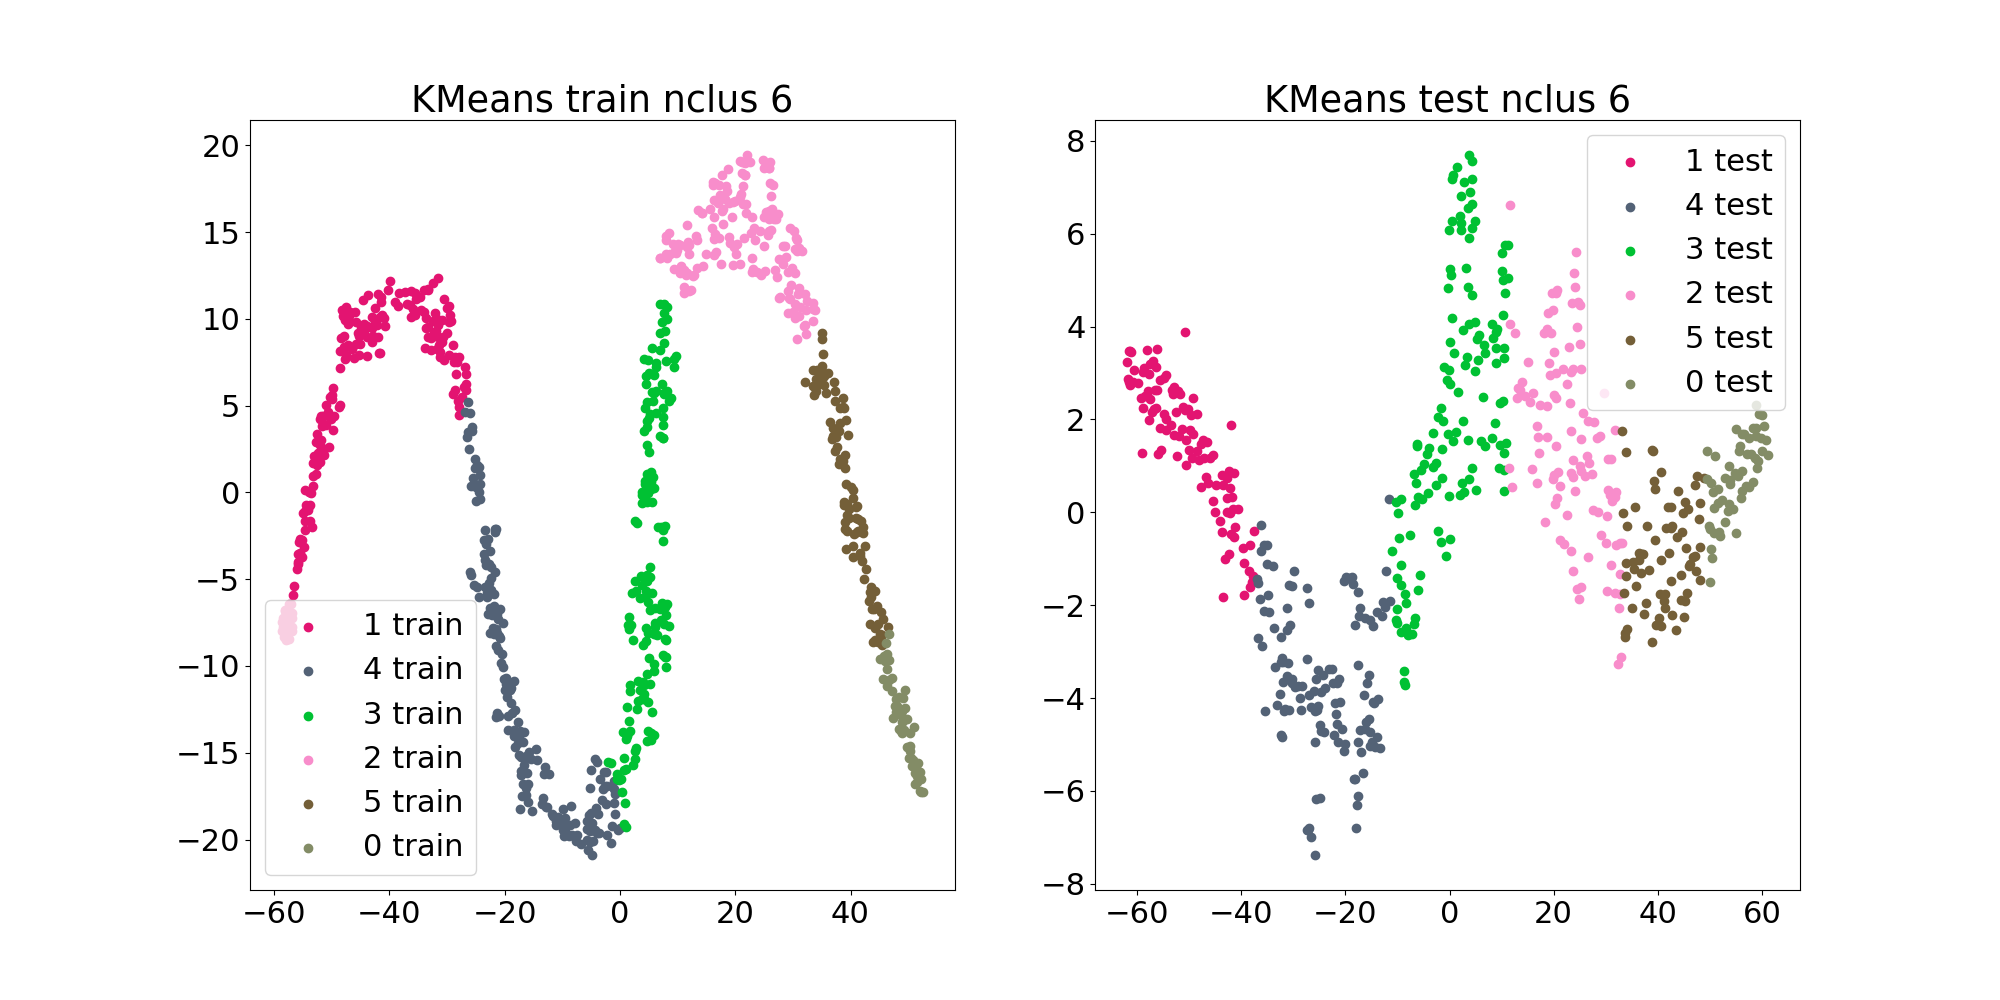 KMeans train nclus 6
20
15
10
5
0
−5
−10
−15
−20
−60 −40 −20 0 20 40
1 train
4 train
3 train
2 train
5 train
0 train
KMeans test nclus 6
8
6
4
2
0
−2
−4
−6
−8
−60 −40 −20 0 20 40 60
1 test
4 test
3 test
2 test
5 test
0 test